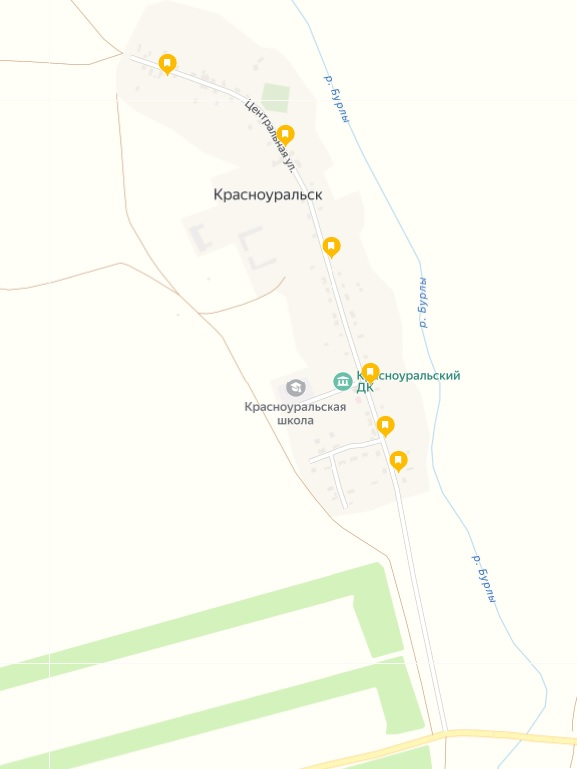 р. Бурлы
Центральная ул.
Красноуральск
р. Бурлы
Красноуральский
ДК
Красноуральская
школа
р. Бурлы